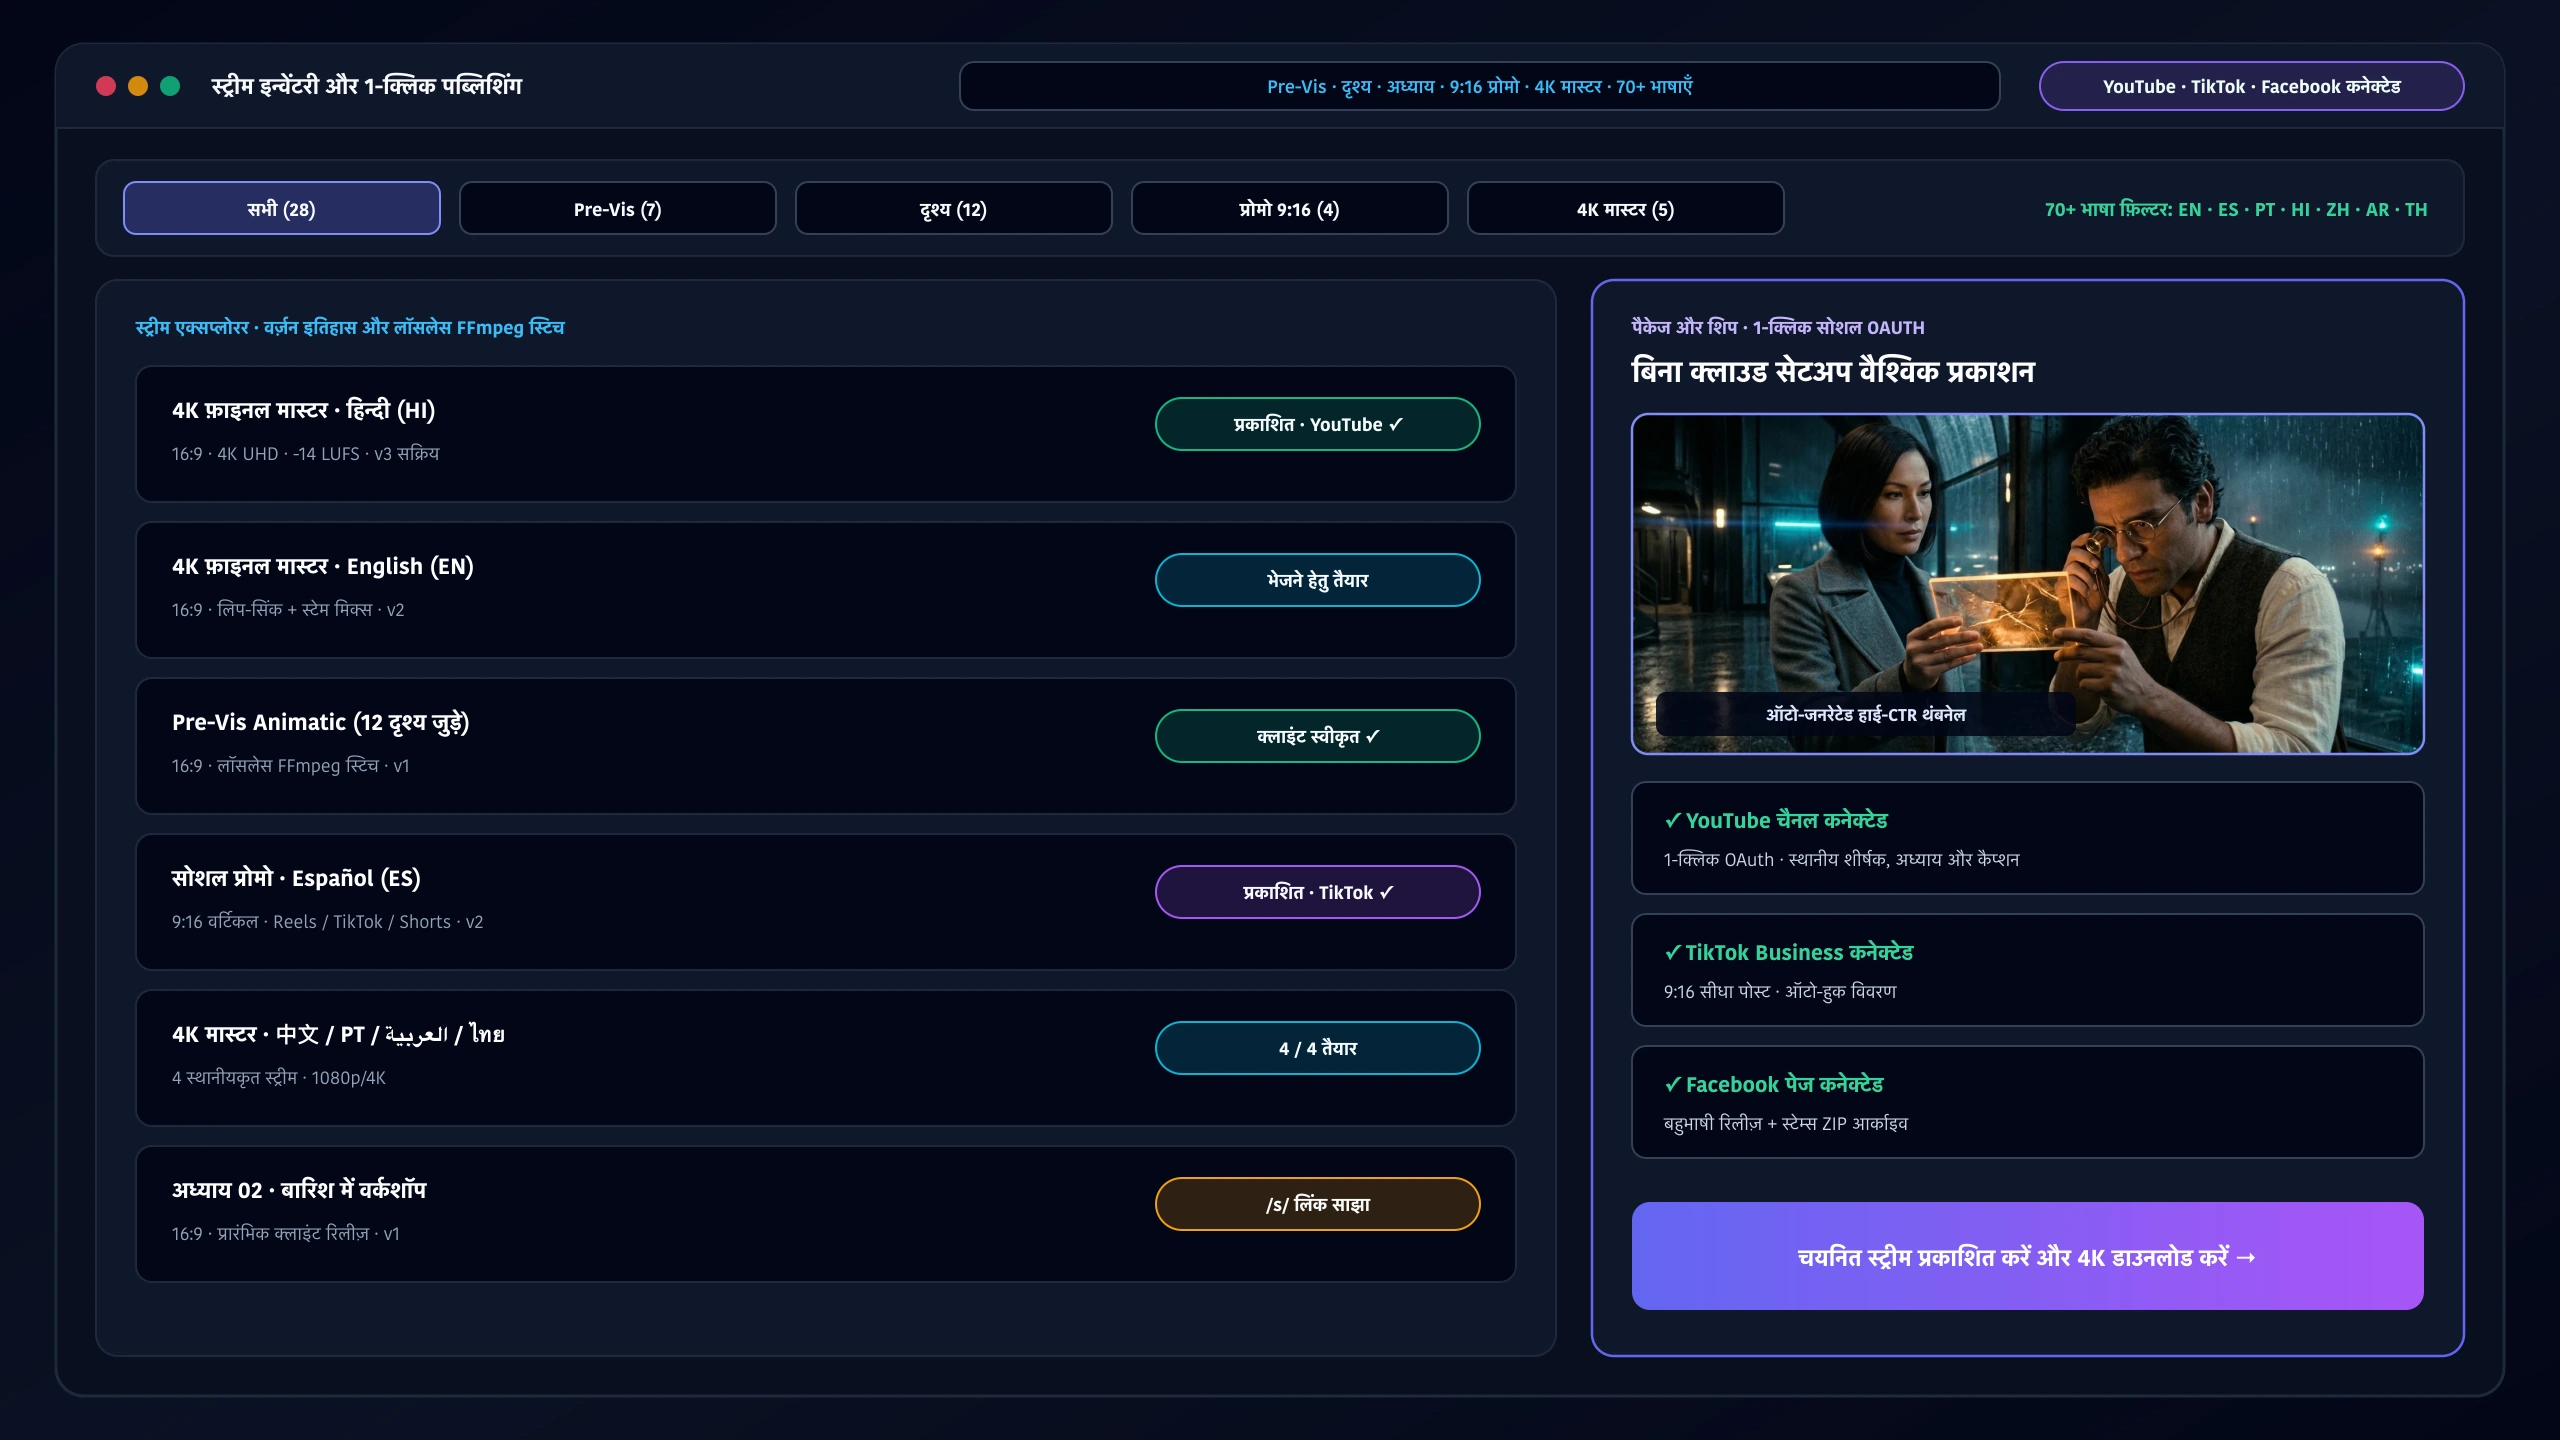 स्ट्रीम इन्वेंटरी और 1-क्लिक पब्लिशिंग
Pre-Vis · दृश्य · अध्याय · 9:16 प्रोमो · 4K मास्टर · 70+ भाषाएँ
YouTube · TikTok · Facebook कनेक्टेड
सभी (28)
Pre-Vis (7)
दृश्य (12)
प्रोमो 9:16 (4)
4K मास्टर (5)
70+ भाषा फ़िल्टर: EN · ES · PT · HI · ZH · AR · TH
स्ट्रीम एक्सप्लोरर · वर्ज़न इतिहास और लॉसलेस FFmpeg स्टिच
4K फ़ाइनल मास्टर · हिन्दी (HI)
16:9 · 4K UHD · -14 LUFS · v3 सक्रिय
प्रकाशित · YouTube ✓
4K फ़ाइनल मास्टर · English (EN)
16:9 · लिप-सिंक + स्टेम मिक्स · v2
भेजने हेतु तैयार
Pre-Vis Animatic (12 दृश्य जुड़े)
16:9 · लॉसलेस FFmpeg स्टिच · v1
क्लाइंट स्वीकृत ✓
सोशल प्रोमो · Español (ES)
9:16 वर्टिकल · Reels / TikTok / Shorts · v2
प्रकाशित · TikTok ✓
4K मास्टर · 中文 / PT / العربية / ไทย
4 स्थानीयकृत स्ट्रीम · 1080p/4K
4 / 4 तैयार
अध्याय 02 · बारिश में वर्कशॉप
16:9 · प्रारंभिक क्लाइंट रिलीज़ · v1
/s/ लिंक साझा
पैकेज और शिप · 1-क्लिक सोशल OAUTH
बिना क्लाउड सेटअप वैश्विक प्रकाशन
ऑटो-जनरेटेड हाई-CTR थंबनेल
✓ YouTube चैनल कनेक्टेड
1-क्लिक OAuth · स्थानीय शीर्षक, अध्याय और कैप्शन
✓ TikTok Business कनेक्टेड
9:16 सीधा पोस्ट · ऑटो-हुक विवरण
✓ Facebook पेज कनेक्टेड
बहुभाषी रिलीज़ + स्टेम्स ZIP आर्काइव
चयनित स्ट्रीम प्रकाशित करें और 4K डाउनलोड करें →